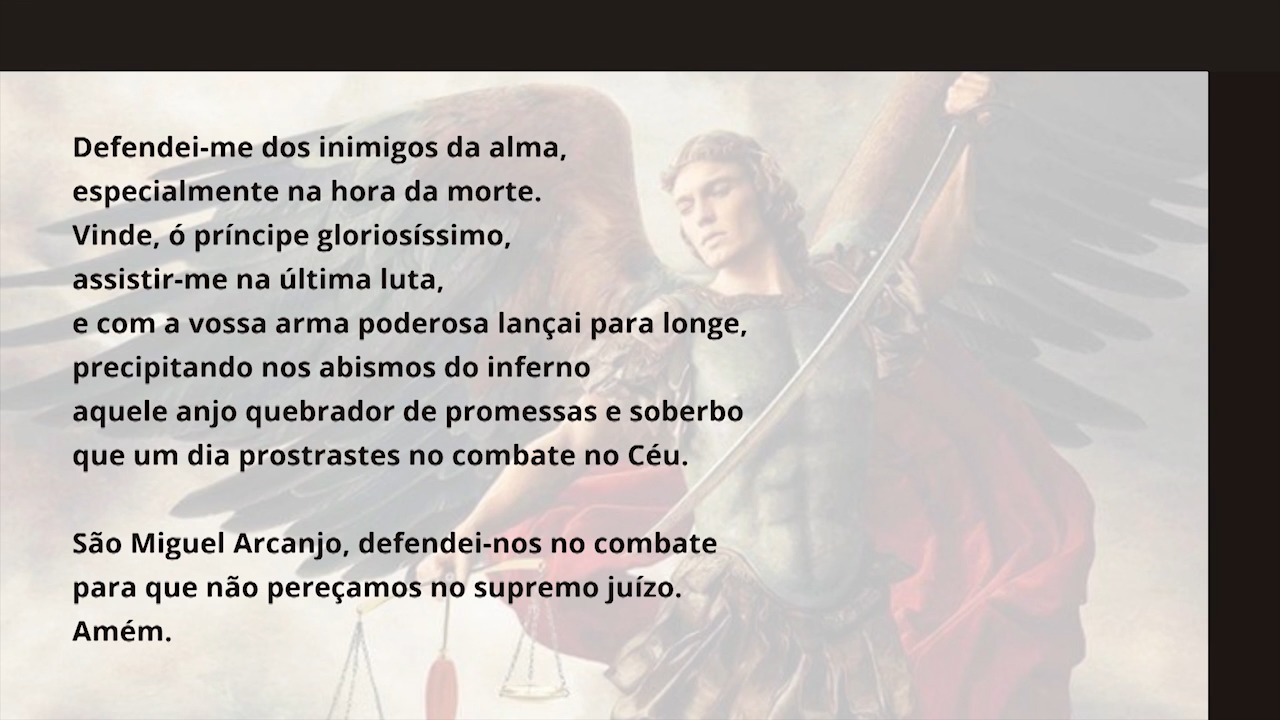 Defendei-me dos inimigos da alma,
especialmente na hora da morte.
Vinde, ó príncipe gloriosíssimo,
assistir-me na última luta,
e com a vossa arma poderosa lançai para longe,
precipitando nos abismos do inferno
aquele anjo quebrador de promessas e soberbo
que um dia prostrastes no combate no Céu.
São Miguel Arcanjo, defendei-nos no combate
para que não pereçamos no supremo juízo.
Amém.